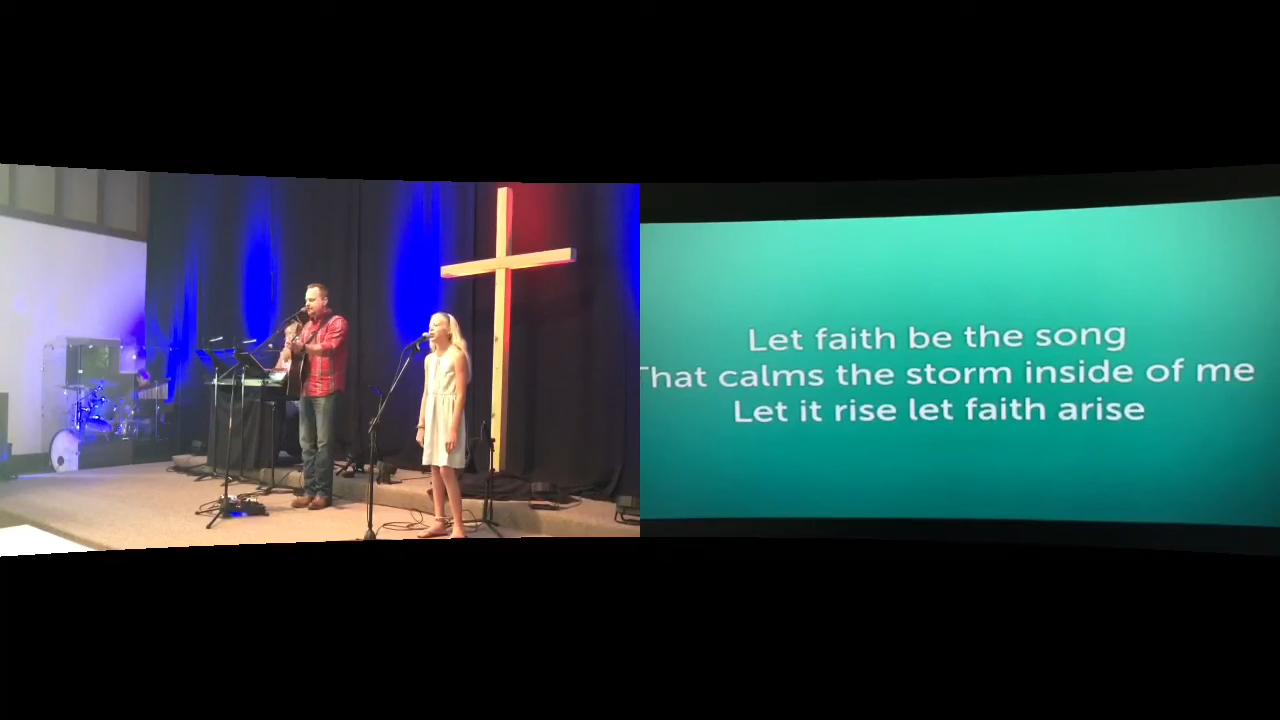 Let faith be the song
That calms the storm inside of me
Let it rise let faith arise